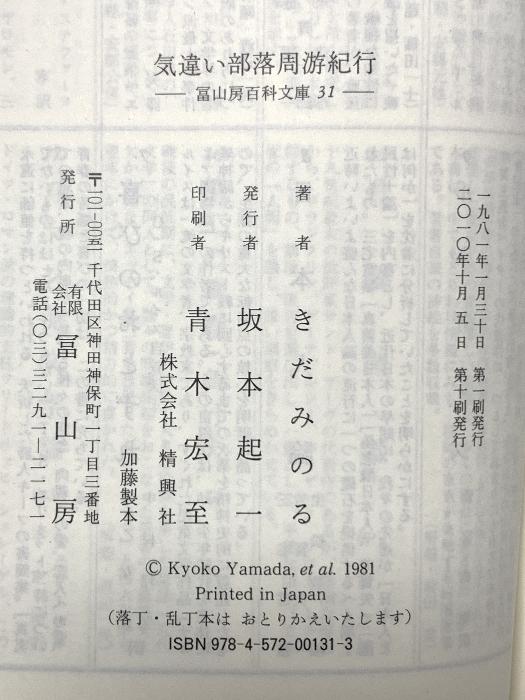 気違い部落周游紀行
── 冨山房百科文庫 31 ──
一九八一年一月三十日　第一刷発行
二〇一〇年十月　五　日　第十刷発行
著　者　きだみのる
発行者　坂本起一
印刷者　青木宏至
株式会社　精興社
加藤製本
〒一〇一-〇〇五一　千代田区神田神保町一丁目三番地
発行所　有限会社　冨山房
電話（〇三）三二九一―二一七一
© Kyoko Yamada, et al. 1981
Printed in Japan
（落丁・乱丁本は おとりかえいたします）
ISBN 978-4-572-00131-3